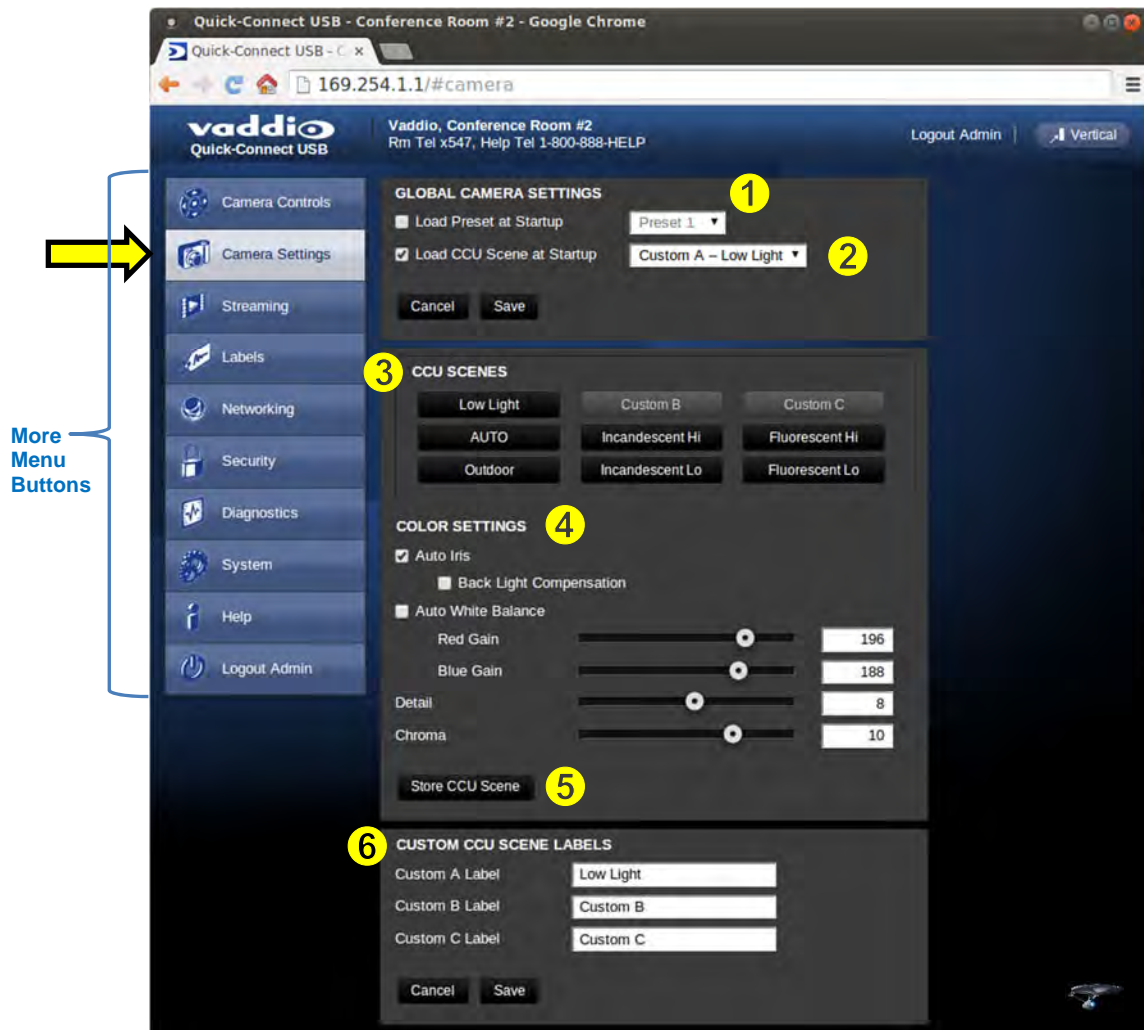 Quick-Connect USB - Conference Room #2 - Google Chrome
Quick-Connect USB - C x
169.254.1.1/#camera
vaddio
Quick-Connect USB
Vaddio, Conference Room #2
Rm Tel x547, Help Tel 1-800-888-HELP
Logout Admin
Vertical
More
Menu
Buttons
Camera Controls
Camera Settings
Streaming
Labels
Networking
Security
Diagnostics
System
Help
Logout Admin
GLOBAL CAMERA SETTINGS 1
Load Preset at Startup Preset 1
Load CCU Scene at Startup Custom A – Low Light 2
Cancel Save
3 CCU SCENES
Low Light Custom B Custom C
AUTO Incandescent Hi Fluorescent Hi
Outdoor Incandescent Lo Fluorescent Lo
COLOR SETTINGS 4
Auto Iris
Back Light Compensation
Auto White Balance
Red Gain 196
Blue Gain 188
Detail 8
Chroma 10
Store CCU Scene 5
6 CUSTOM CCU SCENE LABELS
Custom A Label Low Light
Custom B Label Custom B
Custom C Label Custom C
Cancel Save